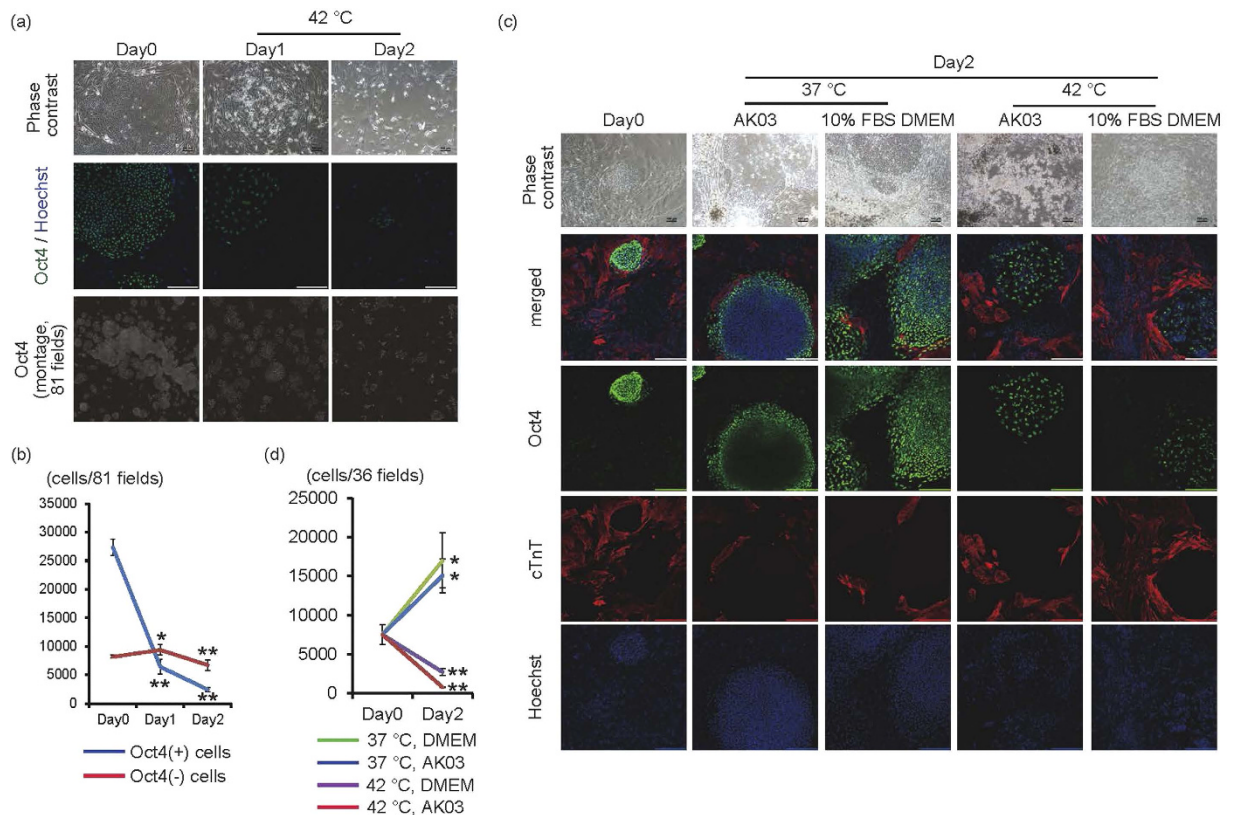 (a)
42 °C
Day0 Day1 Day2
Phase
contrast
Oct4 / Hoechst
Oct4
(montage,
81 fields)
(b)
(cells/81 fields)
35000
30000
25000
20000
15000
10000
5000
0
*
**
**
**
Day0 Day1 Day2
Oct4(+) cells
Oct4(-) cells
(d)
(cells/36 fields)
25000
20000
15000
10000
5000
0
*
*
**
**
Day0 Day2
37 °C, DMEM
37 °C, AK03
42 °C, DMEM
42 °C, AK03
(c)
Day2
37 °C 42 °C
Day0 AK03 10% FBS DMEM AK03 10% FBS DMEM
Phase
contrast
merged
Oct4
cTnT
Hoechst